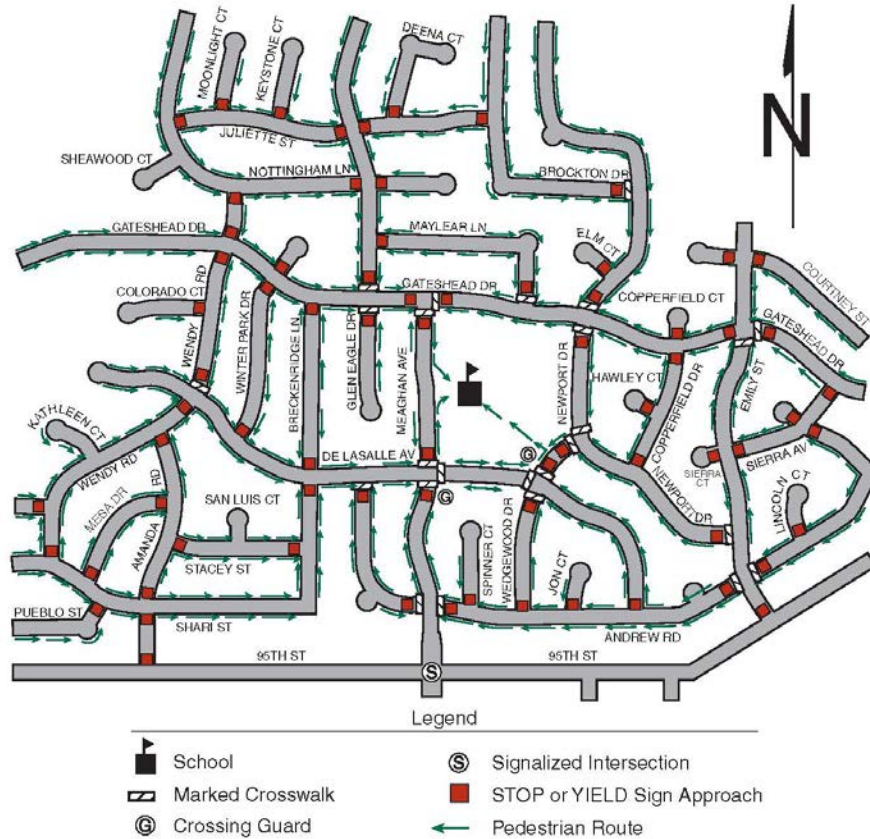 MOONLIGHT CT
KEYSTONE CT
DEENA CT
N
JULIETTE ST
SHEAWOOD CT
NOTTINGHAM LN
BROCKTON DR
GATESHEAD DR
MAYLEAR LN
ELM CT
COURTNEY ST
COLORADO CT
WENDY RD
WINTER PARK DR
GATESHEAD DR
COPPERFIELD CT
GATESHEAD DR
BRECKENRIDGE LN
GLEN EAGLE DR
MEAGHAN AVE
NEWPORT DR
HAWLEY CT
COPPERFIELD DR
EMILY ST
KATHLEEN CT
WENDY RD
DE LASALLE AV
G
SIERRA CT
SIERRA AV
MESA DR
AMANDA RD
SAN LUIS CT
G
NEWPORT DR
LINCOLN CT
STACEY ST
SPINNER CT
WEDGEWOOD DR
JON CT
PUEBLO ST
SHARI ST
ANDREW RD
95TH ST
S
95TH ST
Legend
School
S Signalized Intersection
Marked Crosswalk
STOP or YIELD Sign Approach
G Crossing Guard
Pedestrian Route